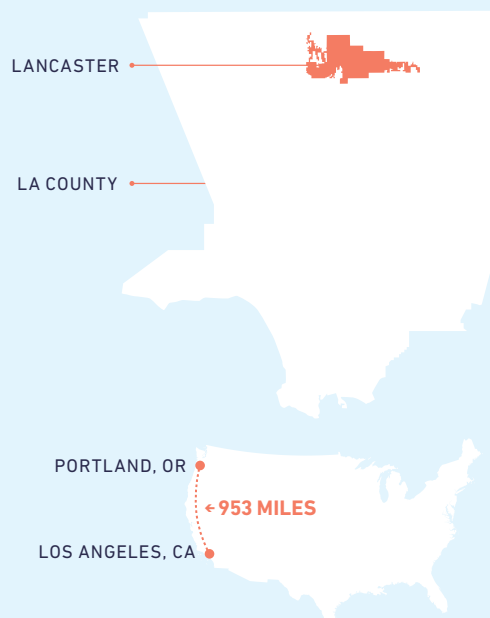 LANCASTER
LA COUNTY
PORTLAND, OR
← 953 MILES
LOS ANGELES, CA